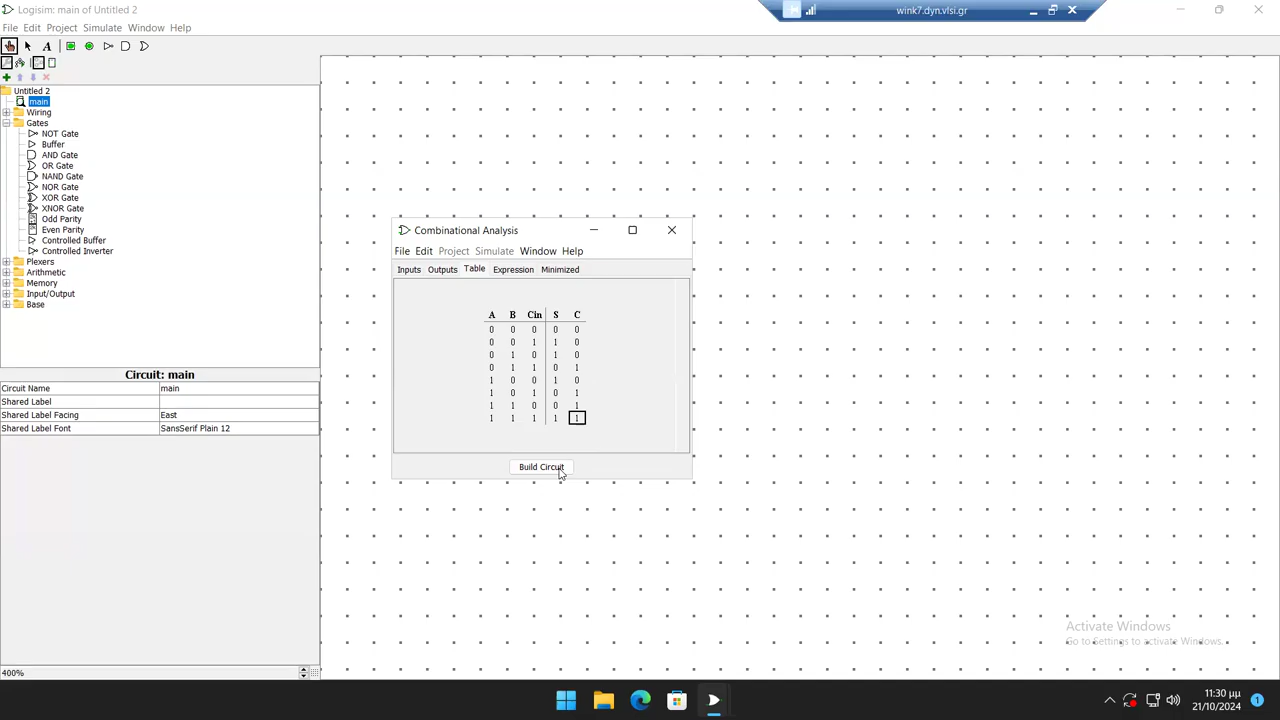 Logisim: main of Untitled 2
wink7.dyn.vlsi.gr
File Edit Project Simulate Window Help
A
Untitled 2
main
Wiring
Gates
NOT Gate
Buffer
AND Gate
OR Gate
NAND Gate
NOR Gate
XOR Gate
XNOR Gate
Odd Parity
Even Parity
Controlled Buffer
Controlled Inverter
Plexers
Arithmetic
Memory
Input/Output
Base
Circuit: main
Circuit Name main
Shared Label
Shared Label Facing East
Shared Label Font SansSerif Plain 12
400%
Combinational Analysis
File Edit Project Simulate Window Help
Inputs Outputs Table Expression Minimized
A B Cin S C
0 0 0 0 0
0 0 1 1 0
0 1 0 1 0
0 1 1 0 1
1 0 0 1 0
1 0 1 0 1
1 1 0 0 1
1 1 1 1 1
Build Circuit
Activate Windows
Go to Settings to activate Windows.
11:30 μμ
21/10/2024
1